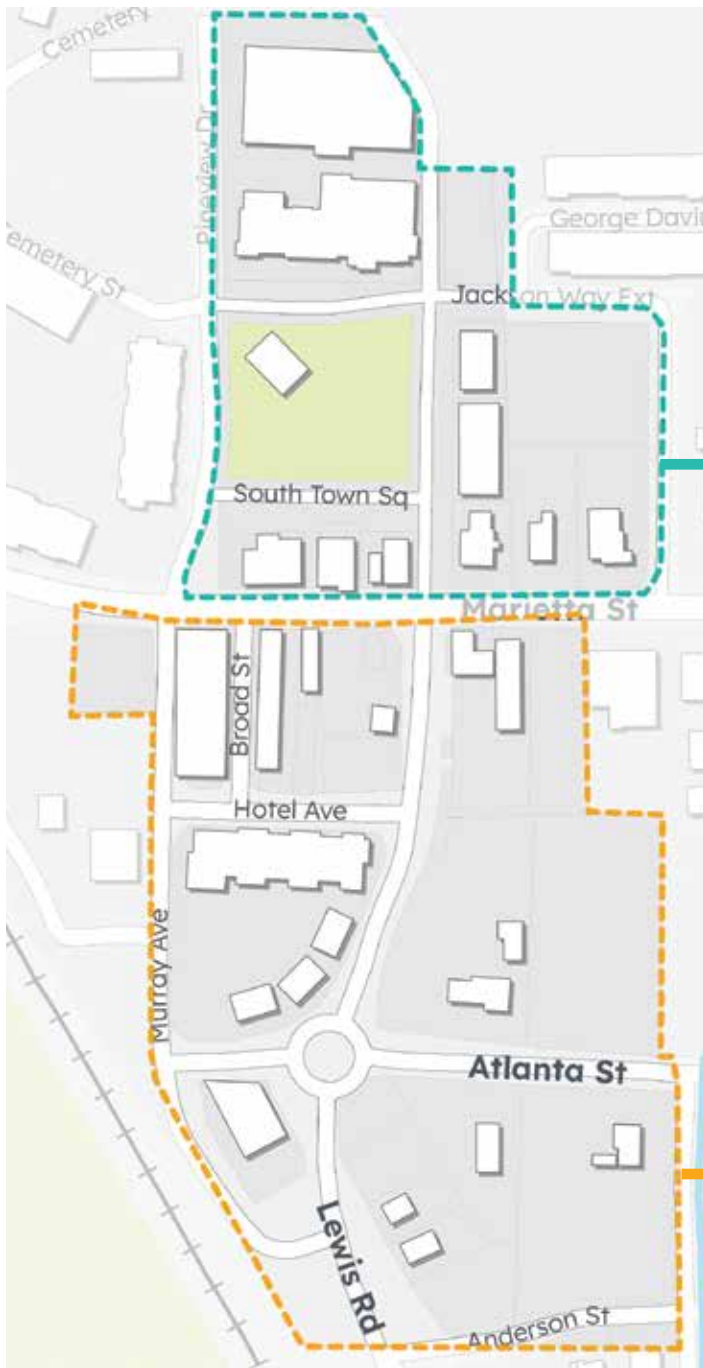 Cemetery
Pineview Dr
George Davi
Cemetery St
Jackson Way Ext
South Town Sq
Marietta St
Broad St
Hotel Ave
Murray Ave
Atlanta St
Lewis Rd
Anderson St